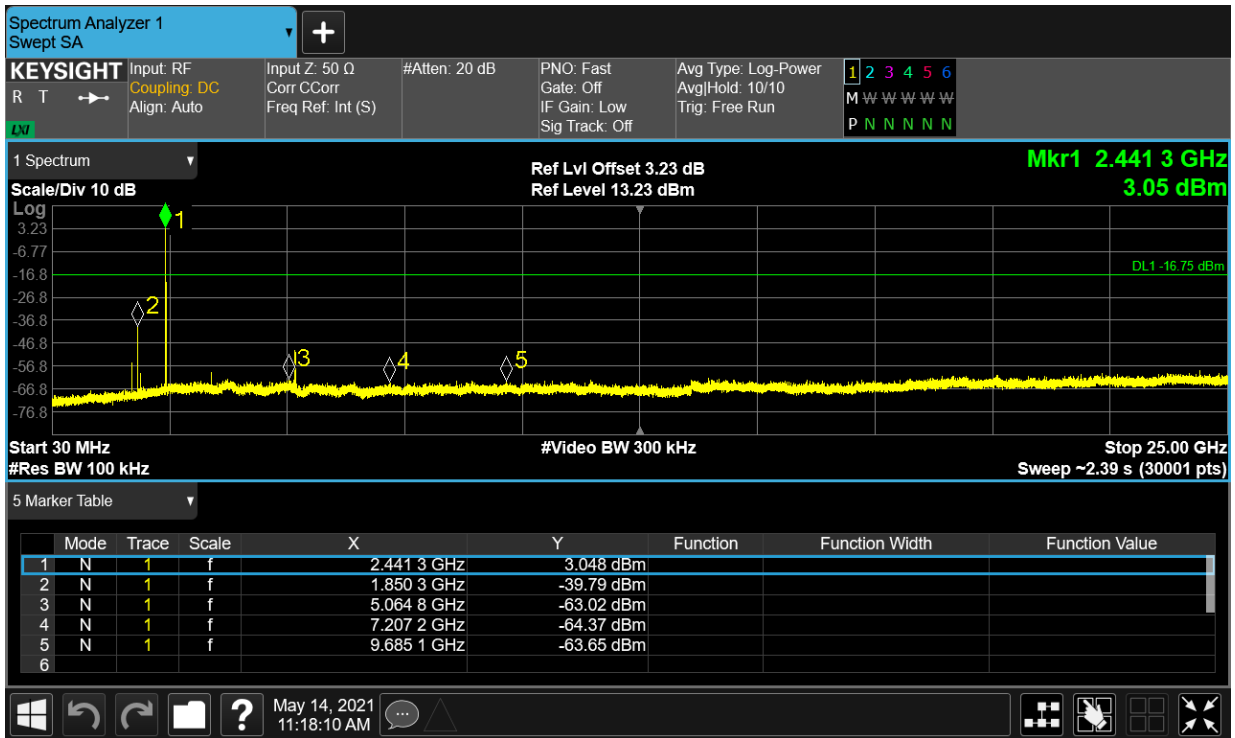 Spectrum Analyzer 1
Swept SA
KEYSIGHT
R T
LXI
Input: RF
Coupling: DC
Align: Auto
Input Z: 50 Ω
Corr CCorr
Freq Ref: Int (S)
#Atten: 20 dB
PNO: Fast
Gate: Off
IF Gain: Low
Sig Track: Off
Avg Type: Log-Power
Avg|Hold: 10/10
Trig: Free Run
1 2 3 4 5 6
M W W W W W
P N N N N N
1 Spectrum
Scale/Div 10 dB
Ref Lvl Offset 3.23 dB
Ref Level 13.23 dBm
Mkr1 2.441 3 GHz
3.05 dBm
Log
3.23
-6.77
-16.8
-26.8
-36.8
-46.8
-56.8
-66.8
-76.8
1
2
3
4
5
DL1 -16.75 dBm
Start 30 MHz
#Video BW 300 kHz
Stop 25.00 GHz
#Res BW 100 kHz
Sweep ~2.39 s (30001 pts)
5 Marker Table
Mode Trace Scale X Y Function Function Width Function Value
1 N 1 f 2.441 3 GHz 3.048 dBm
2 N 1 f 1.850 3 GHz -39.79 dBm
3 N 1 f 5.064 8 GHz -63.02 dBm
4 N 1 f 7.207 2 GHz -64.37 dBm
5 N 1 f 9.685 1 GHz -63.65 dBm
6
?
May 14, 2021
11:18:10 AM